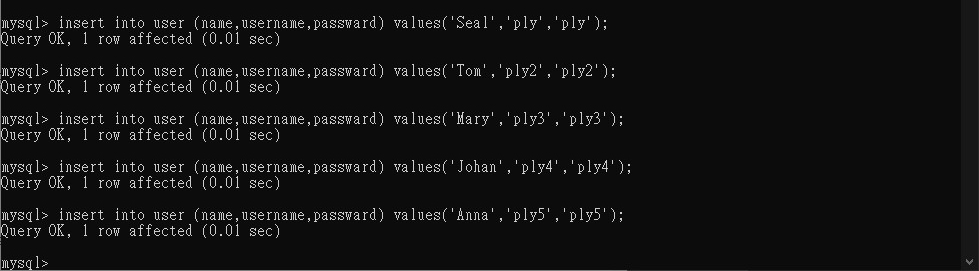 mysql> insert into user (name,username,passward) values('Seal','ply','ply');
Query OK, 1 row affected (0.01 sec)
mysql> insert into user (name,username,passward) values('Tom','ply2','ply2');
Query OK, 1 row affected (0.01 sec)
mysql> insert into user (name,username,passward) values('Mary','ply3','ply3');
Query OK, 1 row affected (0.01 sec)
mysql> insert into user (name,username,passward) values('Johan','ply4','ply4');
Query OK, 1 row affected (0.01 sec)
mysql> insert into user (name,username,passward) values('Anna','ply5','ply5');
Query OK, 1 row affected (0.01 sec)
mysql>